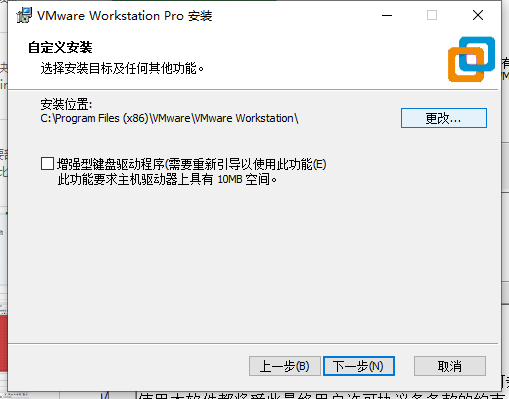 VMware Workstation Pro 安装
自定义安装
选择安装目标及任何其他功能。
安装位置:
C:\Program Files (x86)\VMware\VMware Workstation\
更改...
增强型键盘驱动程序(需要重新引导以使用此功能(E)
此功能要求主机驱动器上具有 10MB 空间。
上一步(B)
下一步(N)
取消